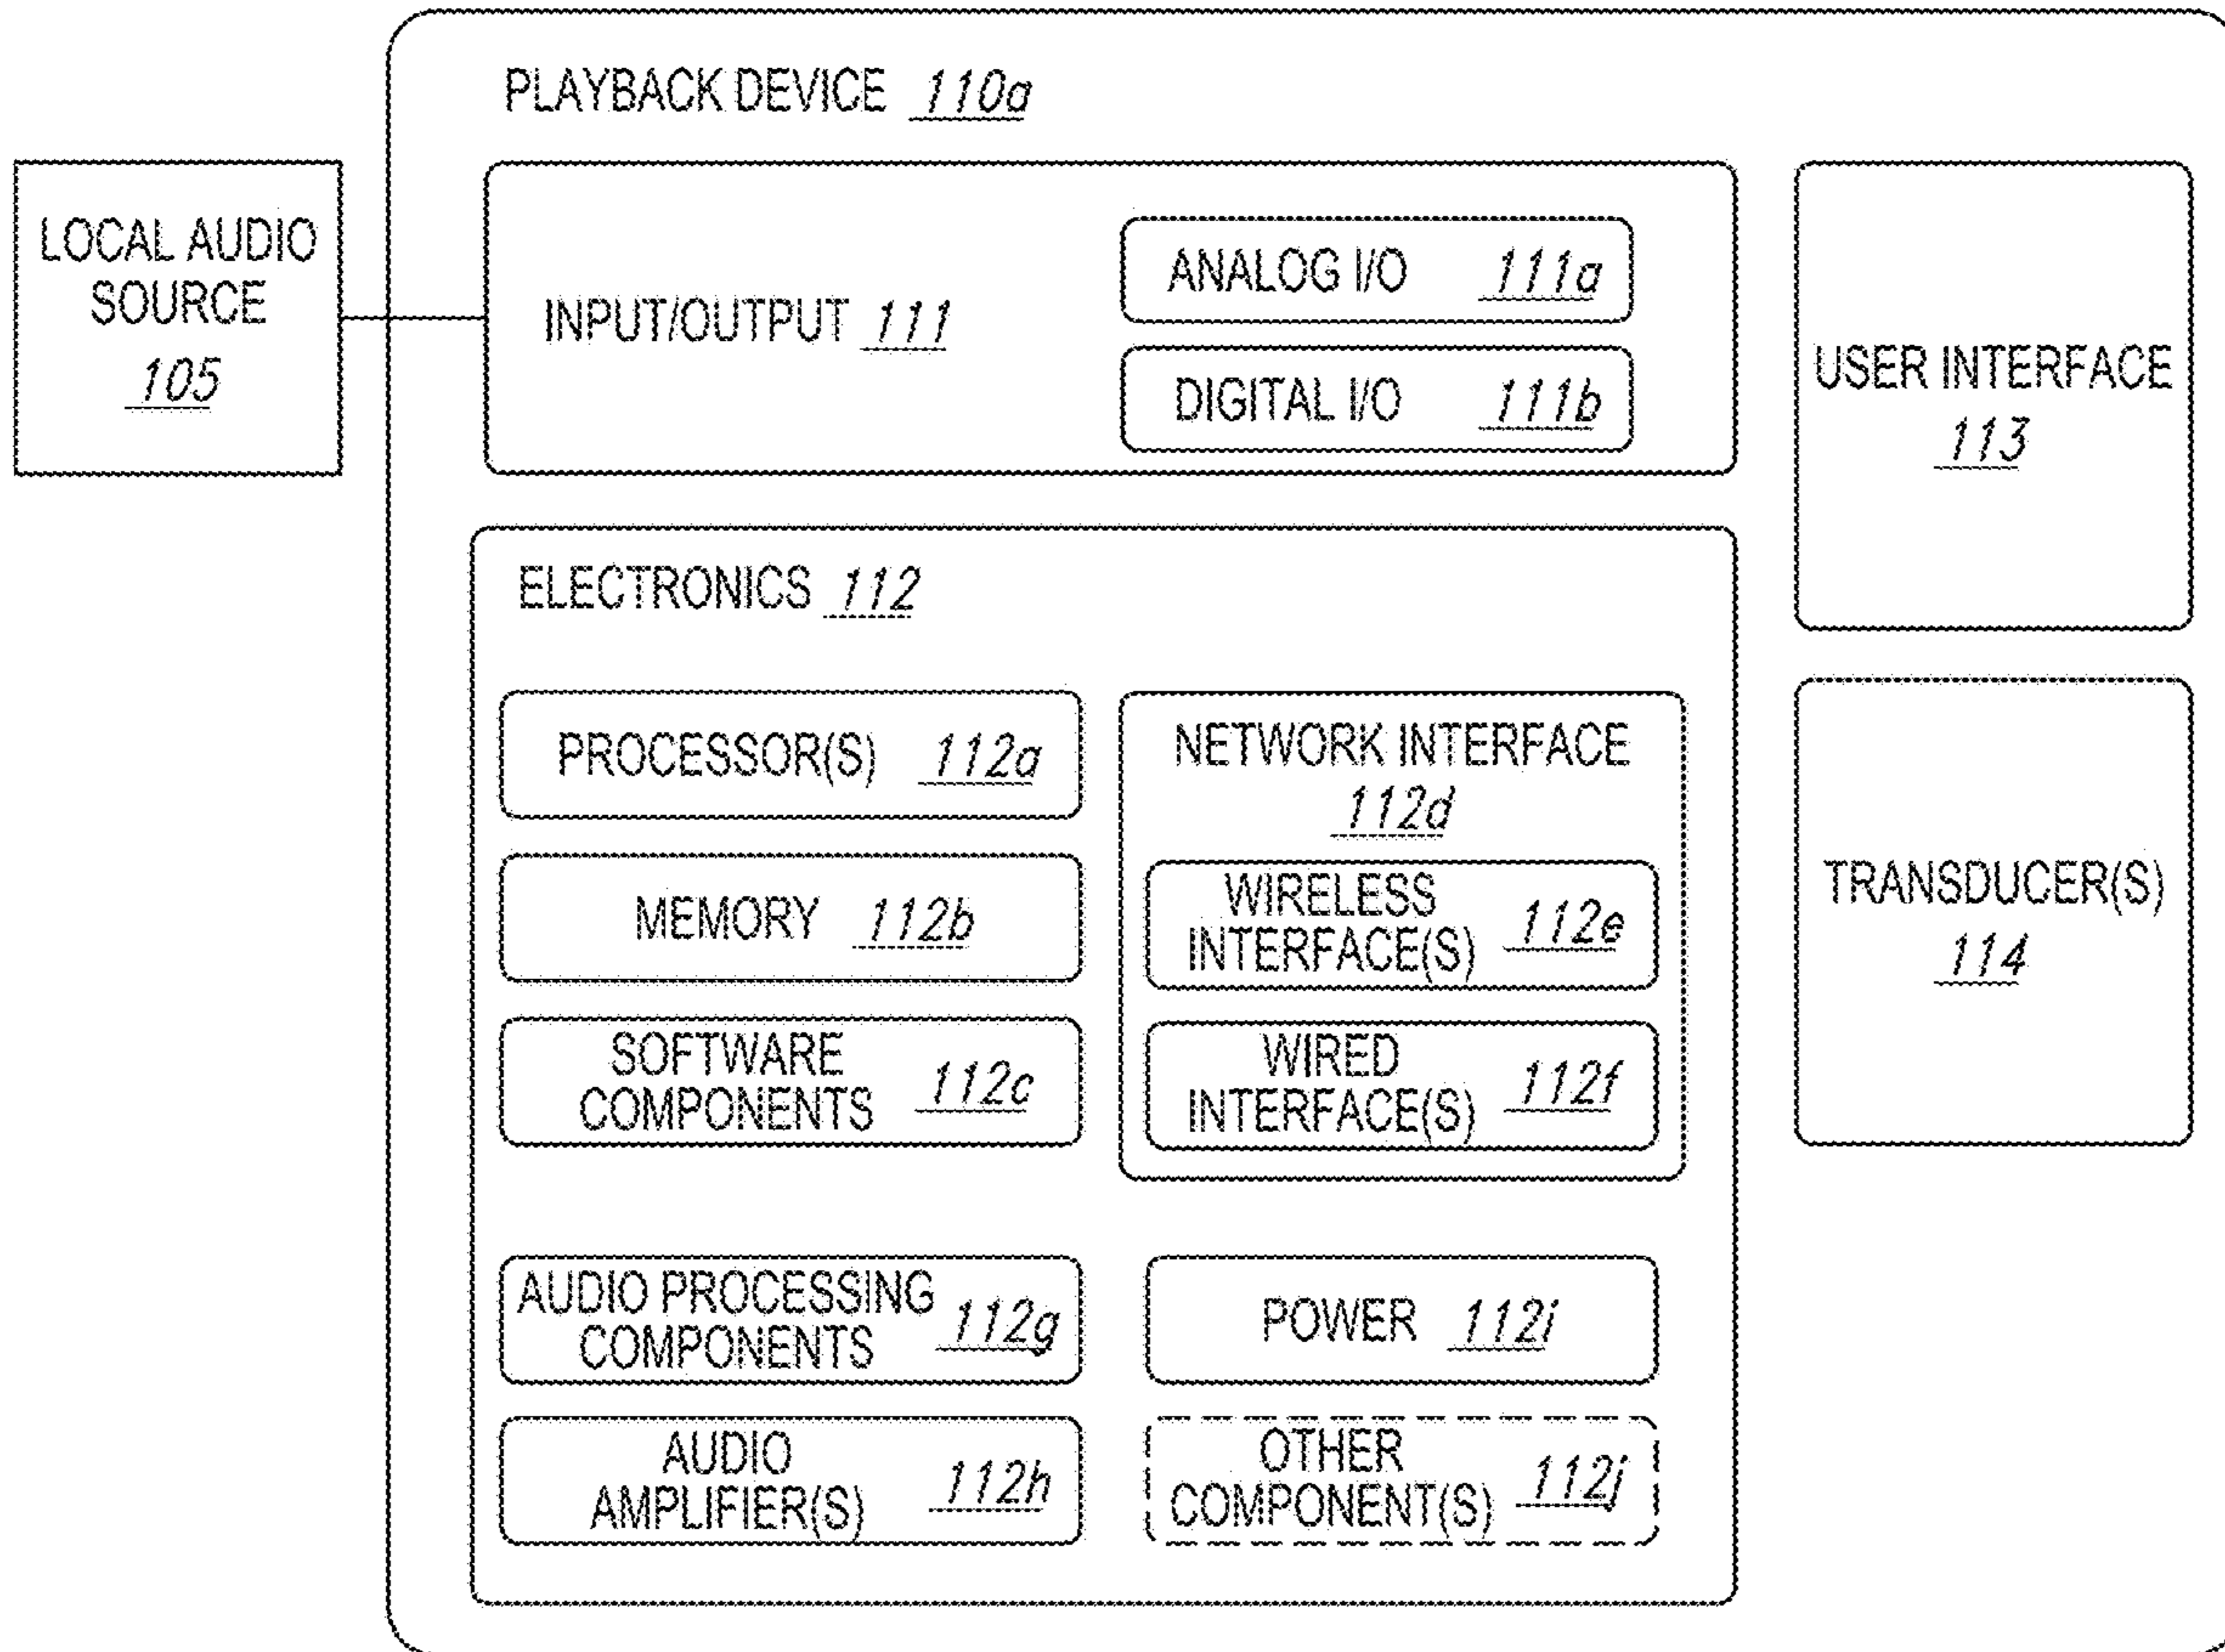 PLAYBACK DEVICE 110a
LOCAL AUDIO
SOURCE
105
INPUT/OUTPUT 111
ANALOG I/O 111a
DIGITAL I/O 111b
USER INTERFACE
113
ELECTRONICS 112
PROCESSOR(S) 112a
MEMORY 112b
SOFTWARE
COMPONENTS 112c
NETWORK INTERFACE
112d
WIRELESS
INTERFACE(S) 112e
WIRED
INTERFACE(S) 112f
TRANSDUCER(S)
114
AUDIO PROCESSING
COMPONENTS 112g
POWER 112i
AUDIO
AMPLIFIER(S) 112h
OTHER
COMPONENT(S) 112j